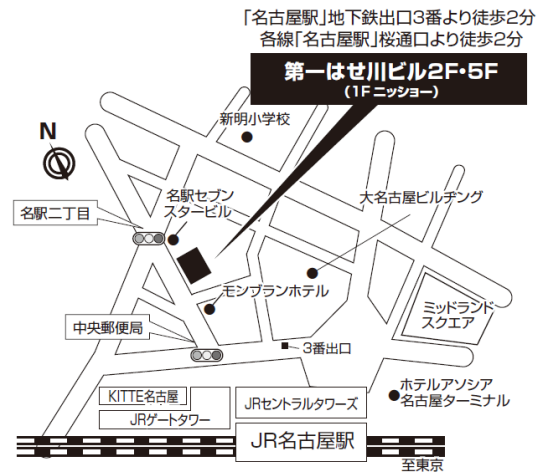 「名古屋駅」地下鉄出口3番より徒歩2分
各線「名古屋駅」桜通口より徒歩2分
第一はせ川ビル2F・5F
(1F ニッショー)
新明小学校
N
名駅セブン
スタービル
大名古屋ビルヂング
名駅二丁目
モンブランホテル
ミッドランド
スクエア
中央郵便局
3番出口
KITTE名古屋
JRゲートタワー
JRセントラルタワーズ
ホテルアソシア
名古屋ターミナル
JR名古屋駅
至東京